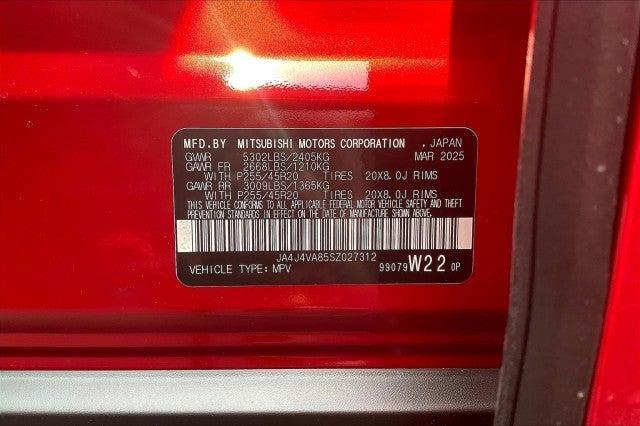 MFD.BY MITSUBISHI MOTORS CORPORATION , JAPAN
GVWR 5302LBS/2405KG MAR 2025
GAWR FR 2668LBS/1210KG
WITH P255/45R20 TIRES 20X8.0J RIMS
GAWR RR 3009LBS/1365KG
WITH P255/45R20 TIRES 20X8.0J RIMS
THIS VEHICLE CONFORMS TO ALL APPLICABLE FEDERAL MOTOR VEHICLE SAFETY AND THEFT
PREVENTION STANDARDS IN EFFECT ON THE DATE OF MANUFACTURE SHOWN ABOVE.
JA4J4VA85SZ027312
VEHICLE TYPE: MPV 99079 W22 0P